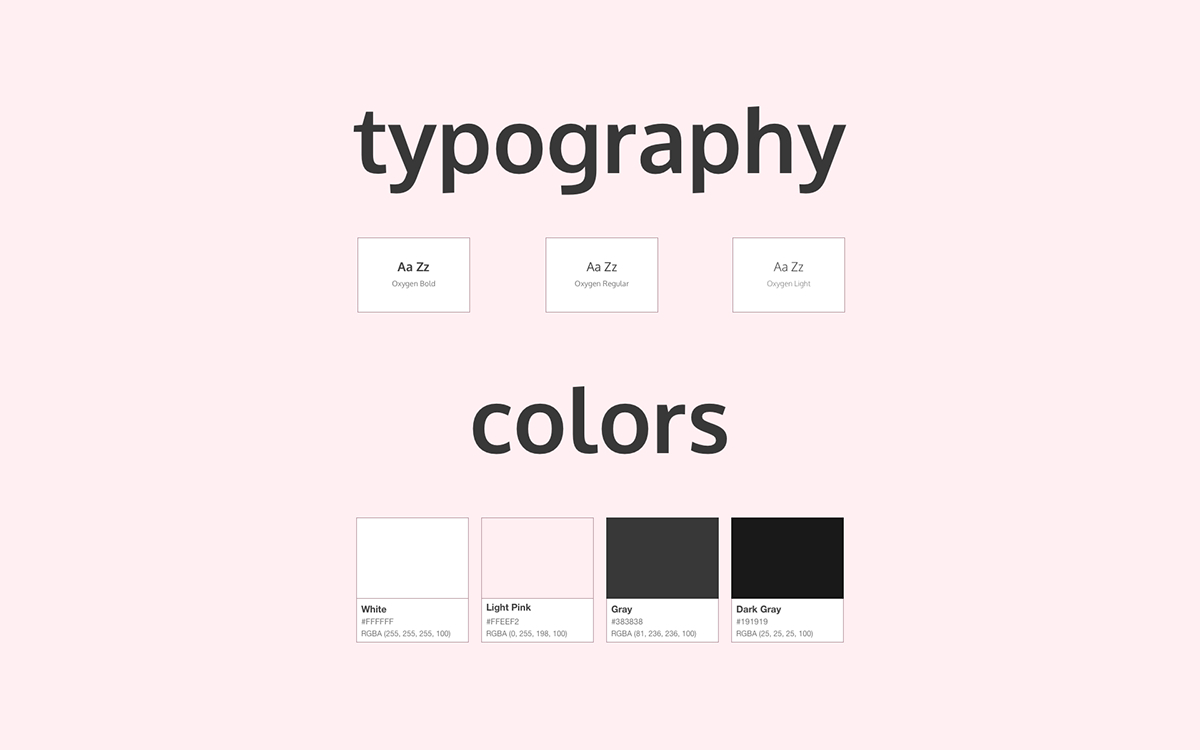 typography
Aa Zz
Oxygen Bold
Aa Zz
Oxygen Regular
Aa Zz
Oxygen Light
colors
White
#FFFFFF
RGBA (255, 255, 255, 100)
Light Pink
#FFEEF2
RGBA (0, 255, 198, 100)
Gray
#383838
RGBA (81, 236, 236, 100)
Dark Gray
#191919
RGBA (25, 25, 25, 100)